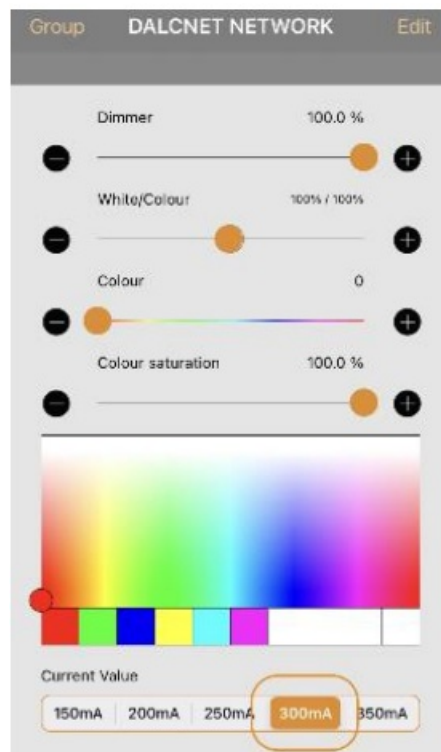 Group DALCNET NETWORK Edit
Dimmer 100.0 %
White/Colour 100% / 100%
Colour 0
Colour saturation 100.0 %
Current Value
150mA 200mA 250mA 300mA 350mA